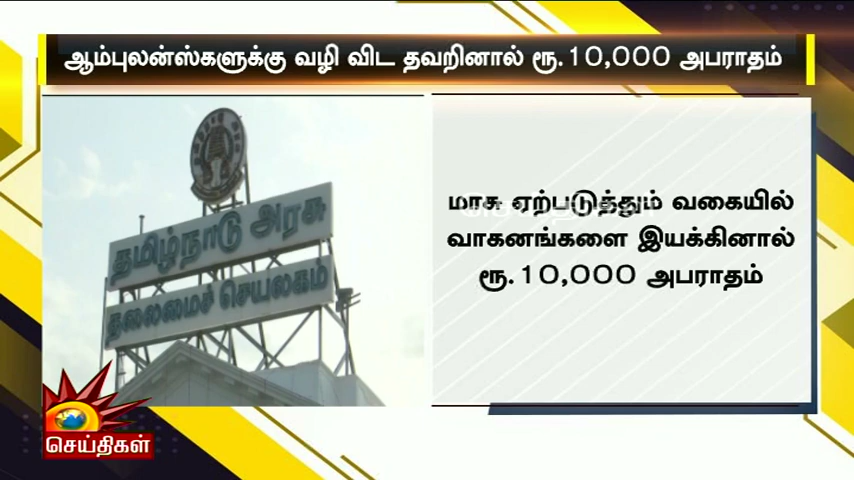 ஆம்புலன்ஸ்களுக்கு வழி விட தவறினால் ரூ.10,000 அபராதம்
தமிழ்நாடு அரசு
தலைமைச் செயலகம்
மாசு ஏற்படுத்தும் வகையில்
வாகனங்களை இயக்கினால்
ரூ.10,000 அபராதம்
செய்திகள்